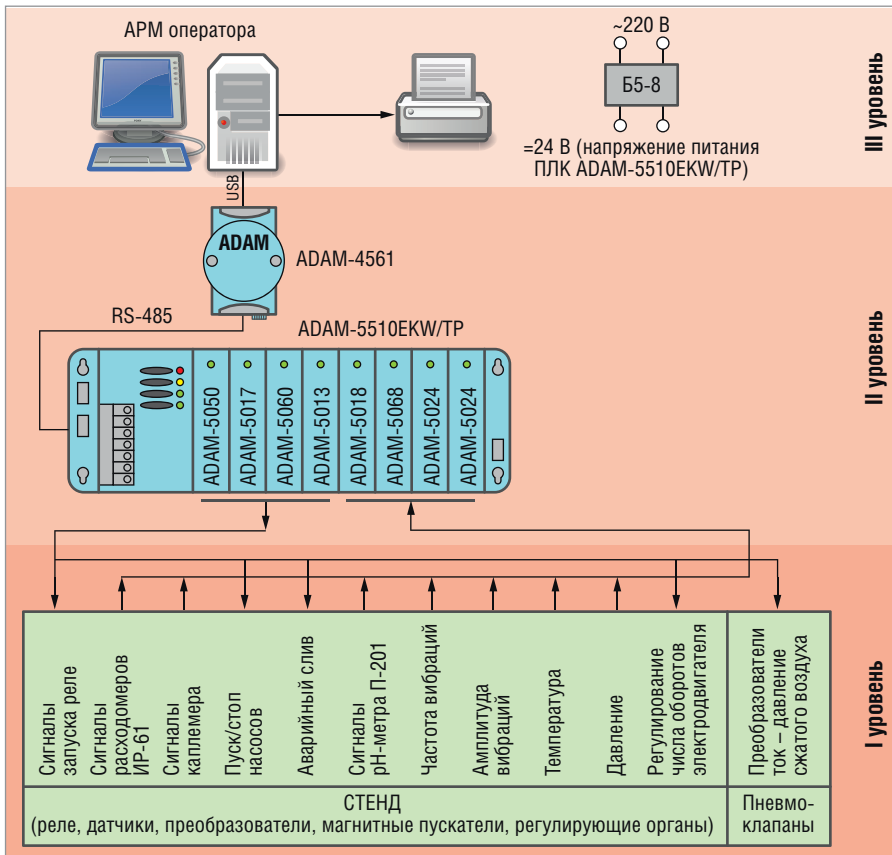 АРМ оператора
~220 В
Б5-8
=24 В (напряжение питания
ПЛК ADAM-5510EKW/TP)
III уровень
USB
ADAM
ADAM-4561
RS-485
ADAM-5510EKW/TP
ADAM-5050
ADAM-5017
ADAM-5060
ADAM-5013
ADAM-5018
ADAM-5068
ADAM-5024
ADAM-5024
II уровень
Сигналы
запуска реле
Сигналы
расходомеров
ИР-61
Сигналы
каплемера
Пуск/стоп
насосов
Аварийный слив
Сигналы
pH-метра П-201
Частота вибраций
Амплитуда
вибраций
Температура
Давление
Регулирование
числа оборотов
электродвигателя
Преобразователи
ток – давление
сжатого воздуха
I уровень
СТЕНД
(реле, датчики, преобразователи, магнитные пускатели, регулирующие органы)
Пневмо-
клапаны